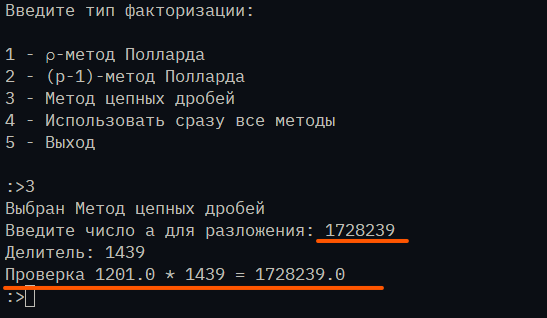 Введите тип факторизации:
1 - ρ-метод Полларда
2 - (p-1)-метод Полларда
3 - Метод цепных дробей
4 - Использовать сразу все методы
5 - Выход
:>3
Выбран Метод цепных дробей
Введите число а для разложения: 1728239
Делитель: 1439
Проверка 1201.0 * 1439 = 1728239.0
:>